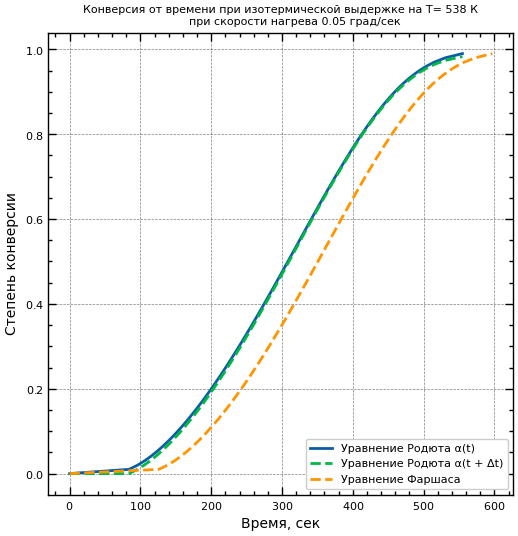 Конверсия от времени при изотермической выдержке на T= 538 K
при скорости нагрева 0.05 град/сек
Степень конверсии
1.0
0.8
0.6
0.4
0.2
0.0
Уравнение Родюта α(t)
Уравнение Родюта α(t + Δt)
Уравнение Фаршаса
0 100 200 300 400 500 600
Время, сек